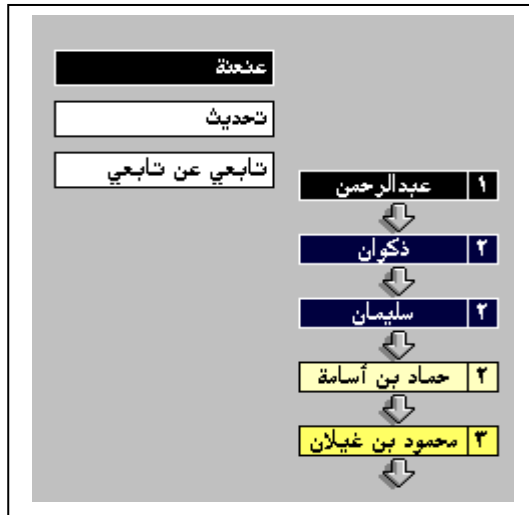 عنعنة
تحديث
تابعي عن تابعي
١ عبدالرحمن
٢ ذكوان
٢ سليمان
٢ حماد بن أسامة
٣ محمود بن غيلان